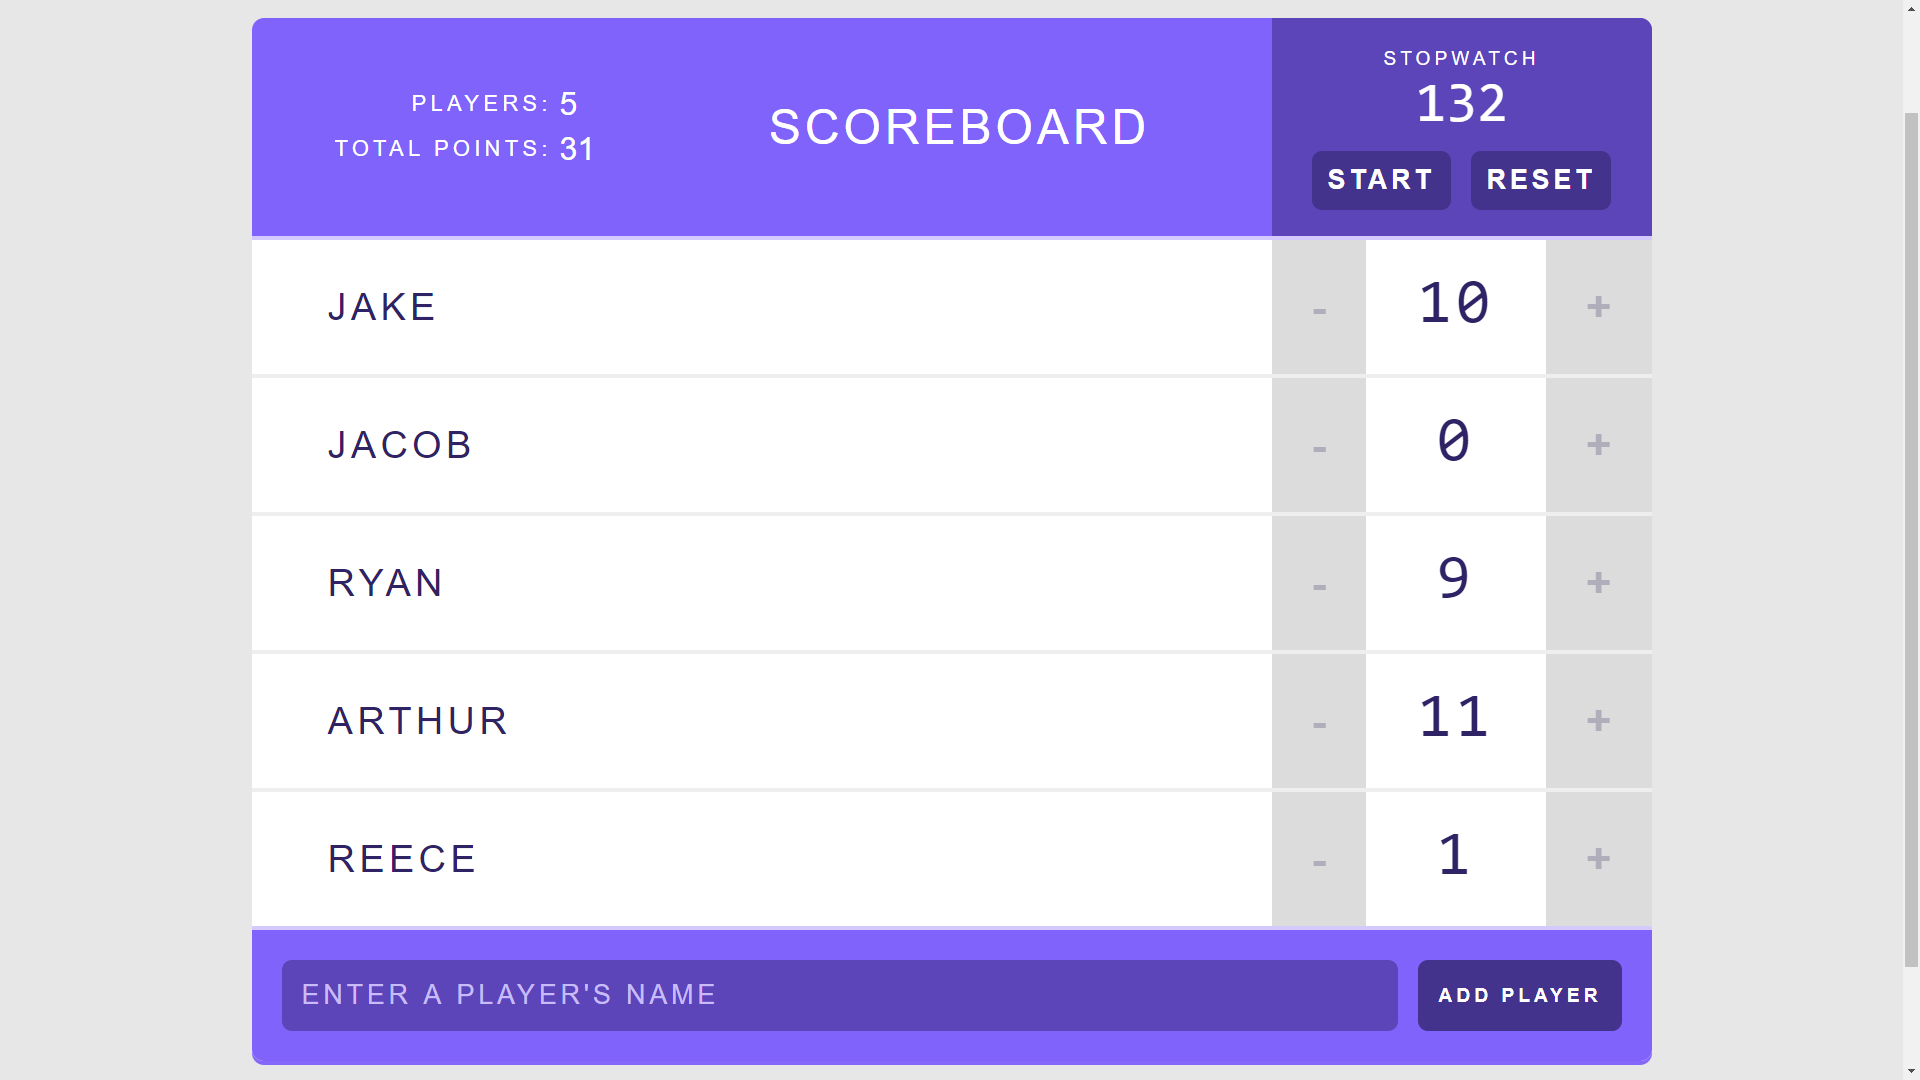 PLAYERS: 5
TOTAL POINTS: 31
SCOREBOARD
STOPWATCH
132
START RESET
JAKE - 10 +
JACOB - 0 +
RYAN - 9 +
ARTHUR - 11 +
REECE - 1 +
ENTER A PLAYER'S NAME ADD PLAYER